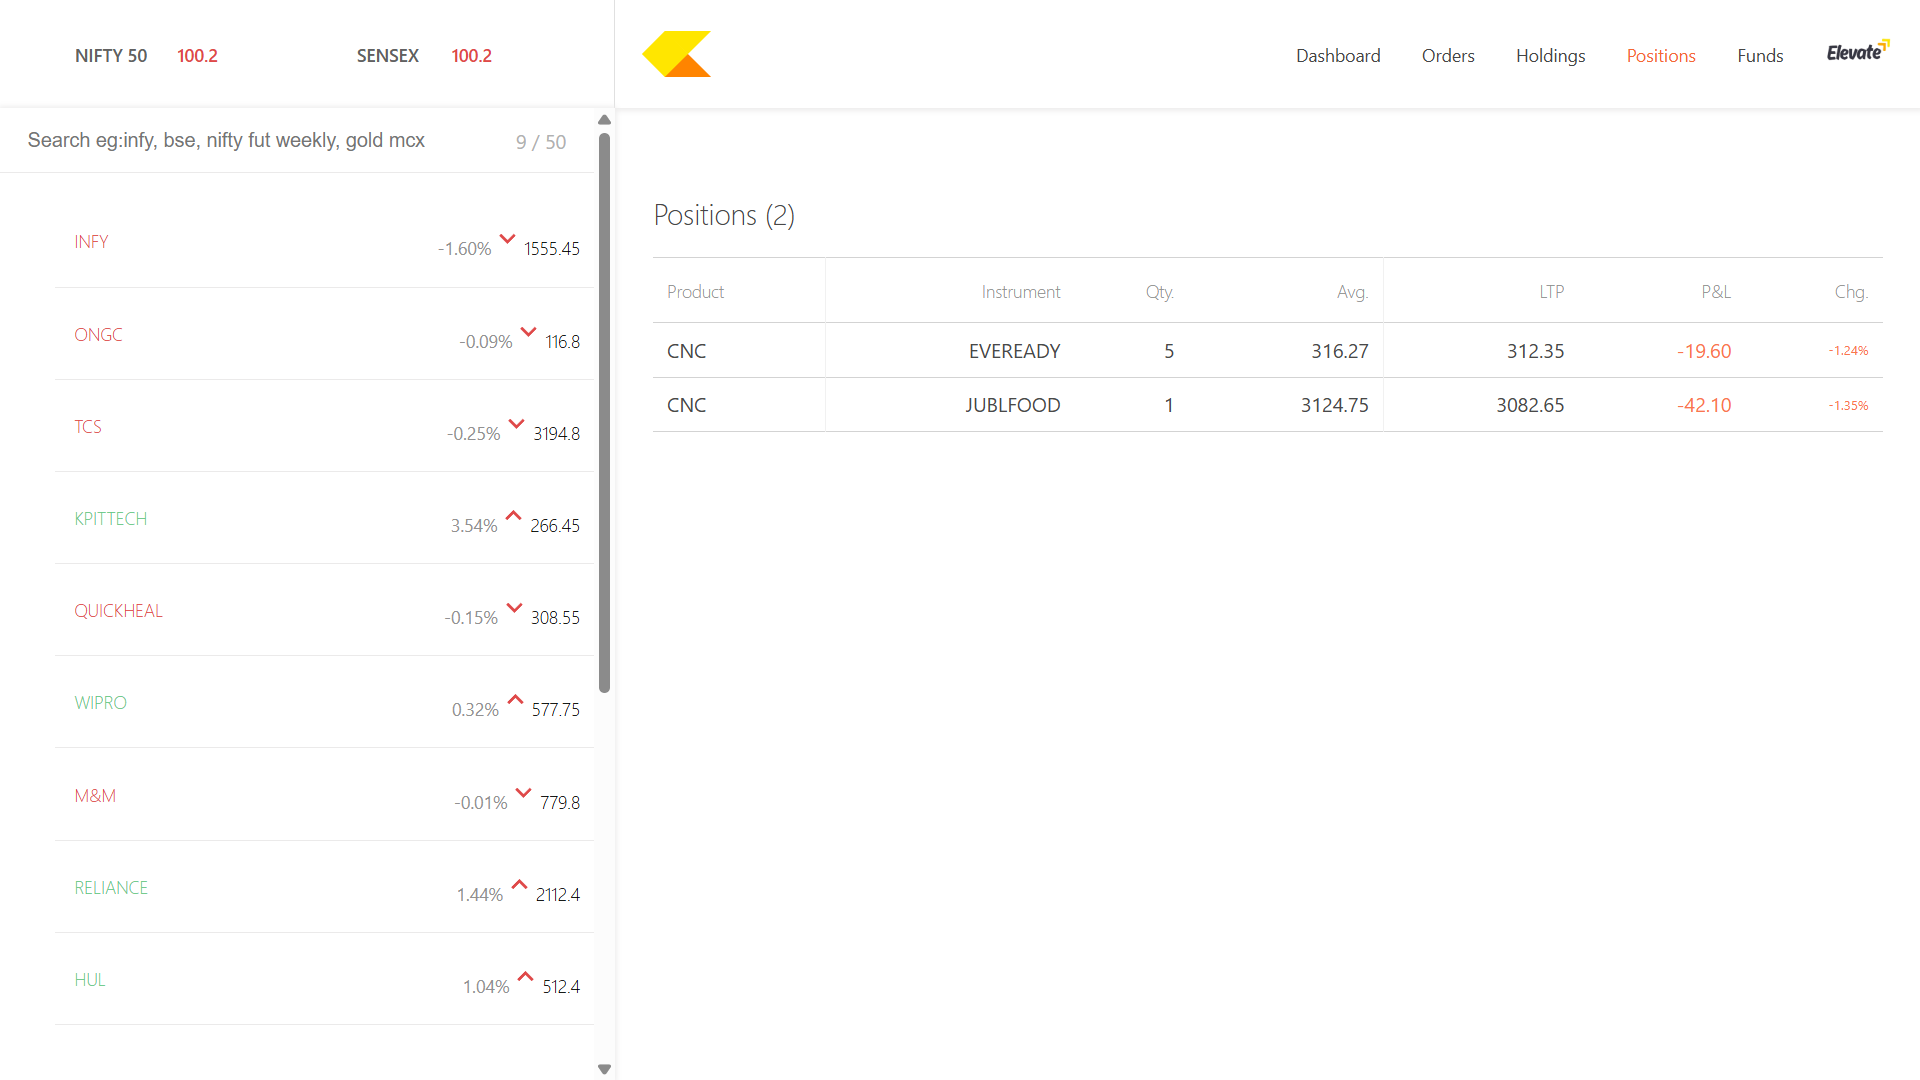 NIFTY 50 100.2 SENSEX 100.2
Dashboard Orders Holdings Positions Funds Elevate
Search eg:infy, bse, nifty fut weekly, gold mcx 9 / 50
INFY -1.60% 1555.45
ONGC -0.09% 116.8
TCS -0.25% 3194.8
KPITTECH 3.54% 266.45
QUICKHEAL -0.15% 308.55
WIPRO 0.32% 577.75
M&M -0.01% 779.8
RELIANCE 1.44% 2112.4
HUL 1.04% 512.4
Positions (2)
Product Instrument Qty. Avg. LTP P&L Chg.
CNC EVEREADY 5 316.27 312.35 -19.60 -1.24%
CNC JUBLFOOD 1 3124.75 3082.65 -42.10 -1.35%